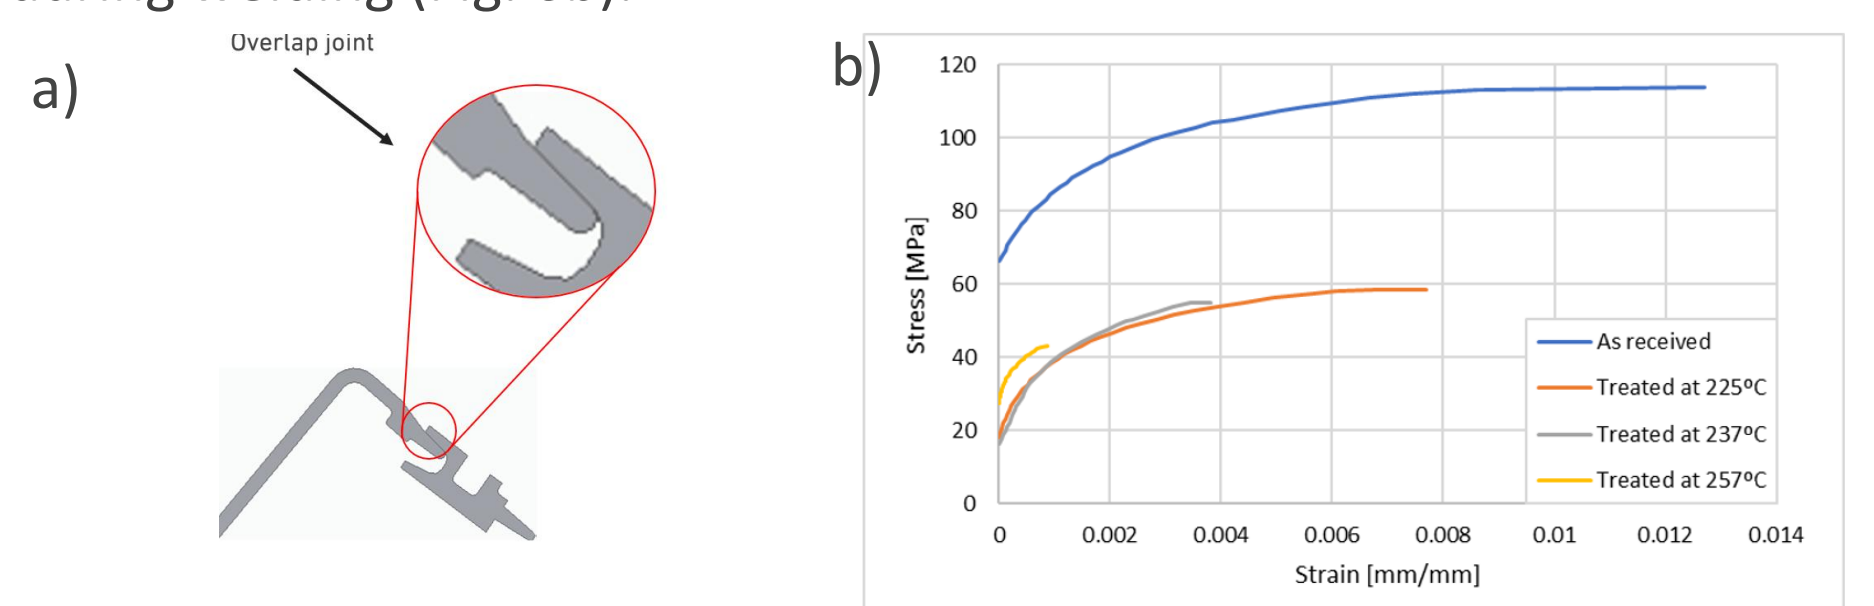 Overlap joint
a)
b)
120
100
80
60
40
20
0
Stress [MPa]
As received
Treated at 225ºC
Treated at 237ºC
Treated at 257ºC
0 0.002 0.004 0.006 0.008 0.01 0.012 0.014
Strain [mm/mm]